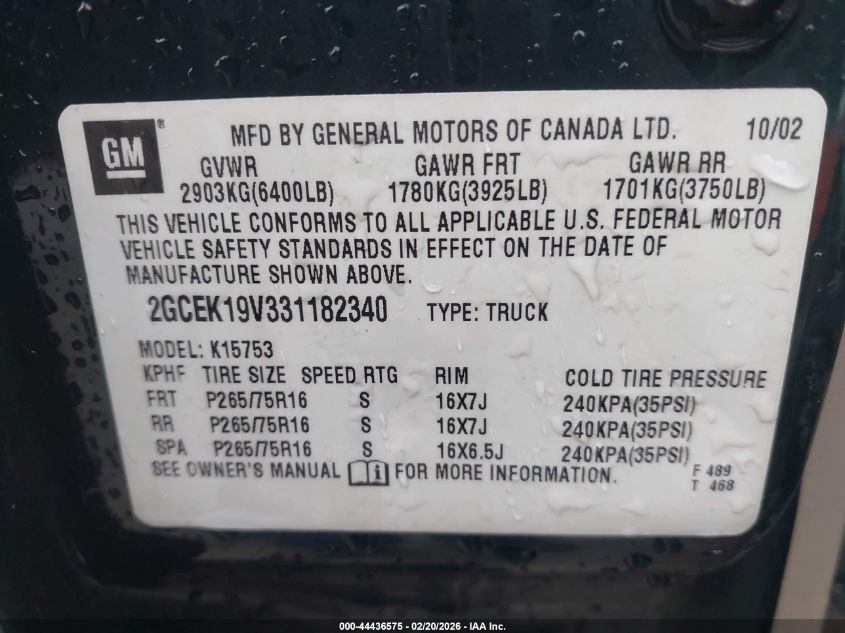 GM ®
MFD BY GENERAL MOTORS OF CANADA LTD. 10/02
GVWR GAWR FRT GAWR RR
2903KG(6400LB) 1780KG(3925LB) 1701KG(3750LB)
THIS VEHICLE CONFORMS TO ALL APPLICABLE U.S. FEDERAL MOTOR
VEHICLE SAFETY STANDARDS IN EFFECT ON THE DATE OF
MANUFACTURE SHOWN ABOVE.
2GCEK19V331182340 TYPE: TRUCK
MODEL: K15753
KPHF TIRE SIZE SPEED RTG RIM COLD TIRE PRESSURE
FRT P265/75R16 S 16X7J 240KPA(35PSI)
RR P265/75R16 S 16X7J 240KPA(35PSI)
SPA P265/75R16 S 16X6.5J 240KPA(35PSI)
SEE OWNER'S MANUAL i FOR MORE INFORMATION. F 489
T 468
000-44436575 — 02/20/2026 — IAA Inc.